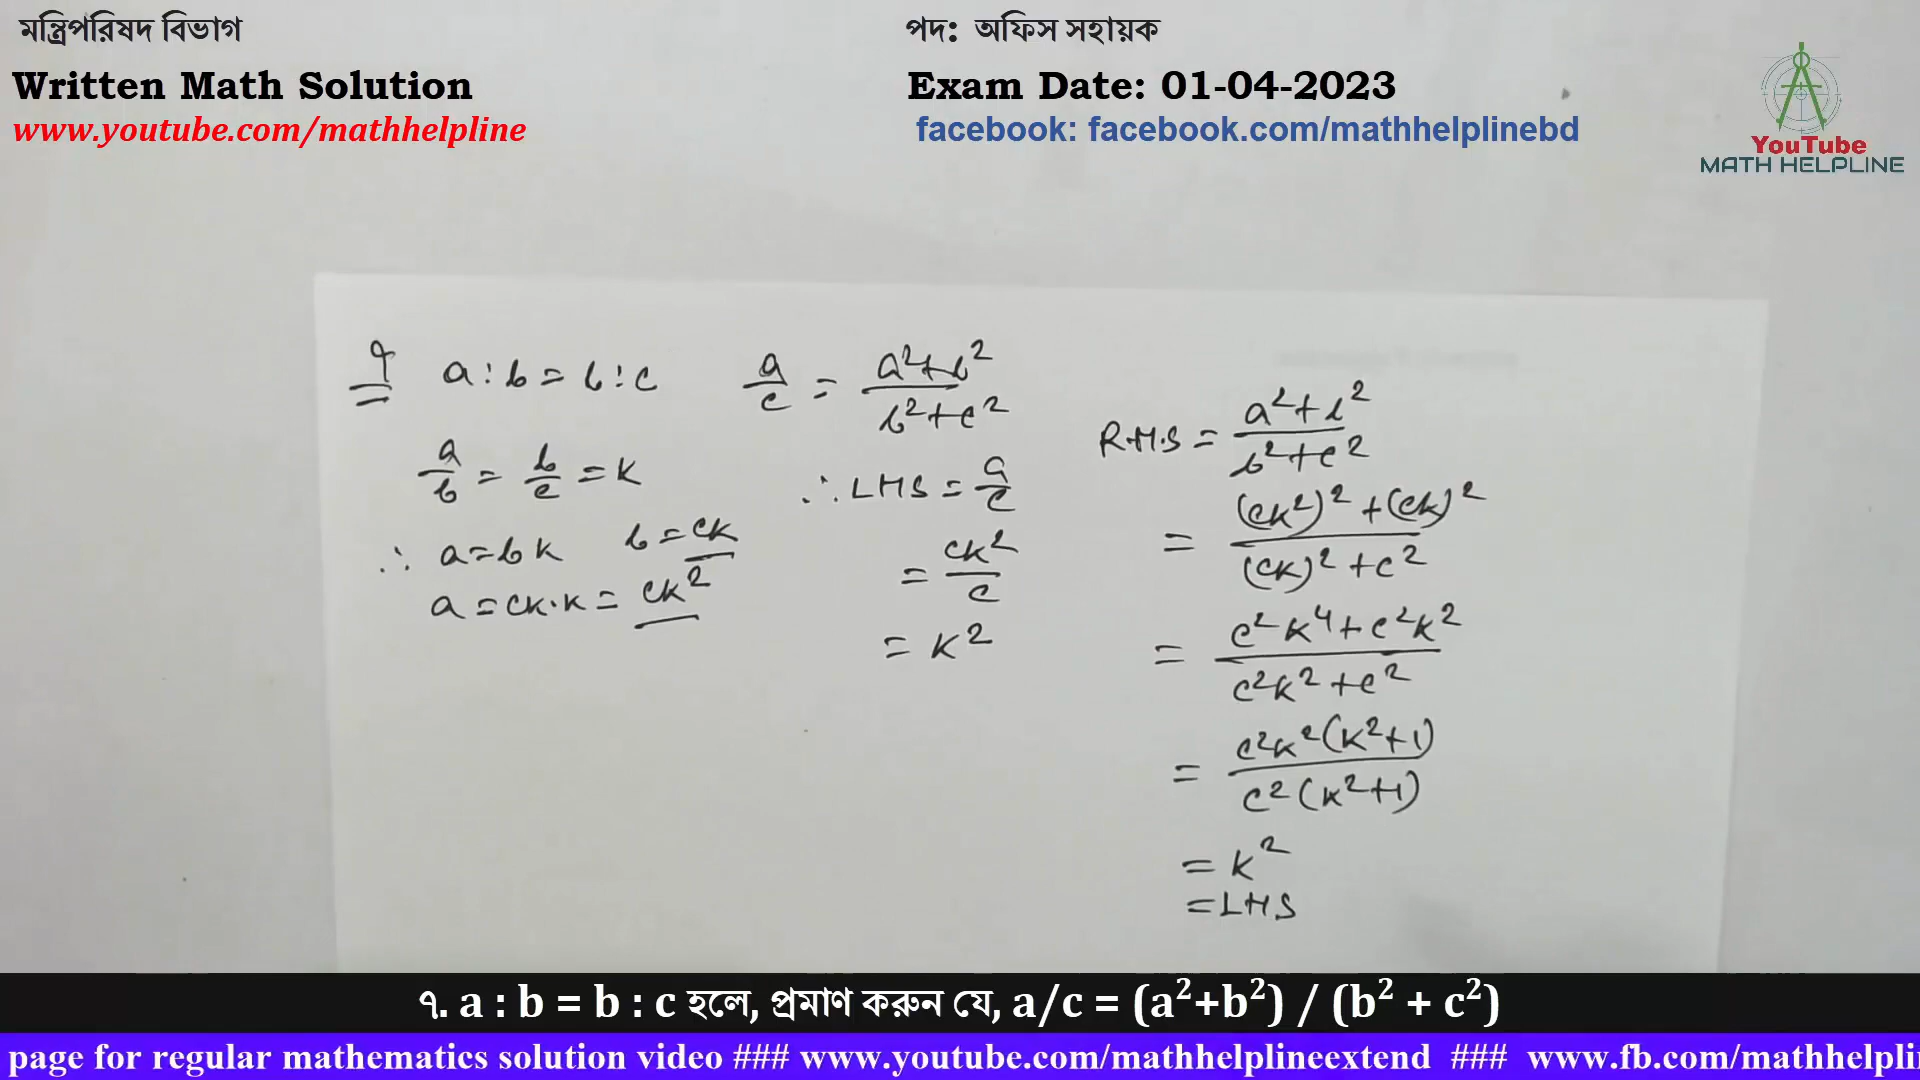 মন্ত্রিপরিষদ বিভাগ
পদ: অফিস সহায়ক
Written Math Solution
Exam Date: 01-04-2023
www.youtube.com/mathhelpline
facebook: facebook.com/mathhelplinebd
YouTube
MATH HELPLINE
৭ a : b = b : c
a/c = (a²+b²)/(b²+c²)
a/b = b/c = k
∴ a = bk b = ck
a = ck.k = ck²
∴ LHS = a/c
= ck²/c
= k²
R.H.S = (a²+b²)/(b²+c²)
= ((ck²)² + (ck)²)/((ck)² + c²)
= (c²k⁴ + c²k²)/(c²k² + c²)
= c²k²(k²+1)/c²(k²+1)
= k²
= LHS
৭. a : b = b : c হলে, প্রমাণ করুন যে, a/c = (a²+b²) / (b² + c²)
page for regular mathematics solution video ### www.youtube.com/mathhelplineextend ### www.fb.com/mathhelplin